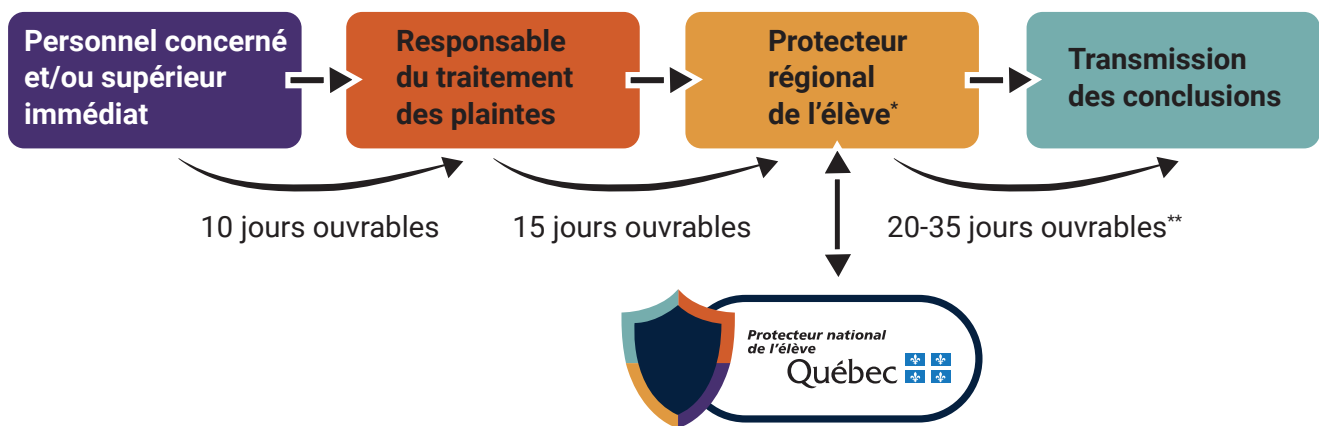 Personnel concerné
et/ou supérieur
immédiat
Responsable
du traitement
des plaintes
Protecteur
régional
de l'élève*
Transmission
des conclusions
10 jours ouvrables
15 jours ouvrables
20-35 jours ouvrables**
Protecteur national
de l'élève
Québec